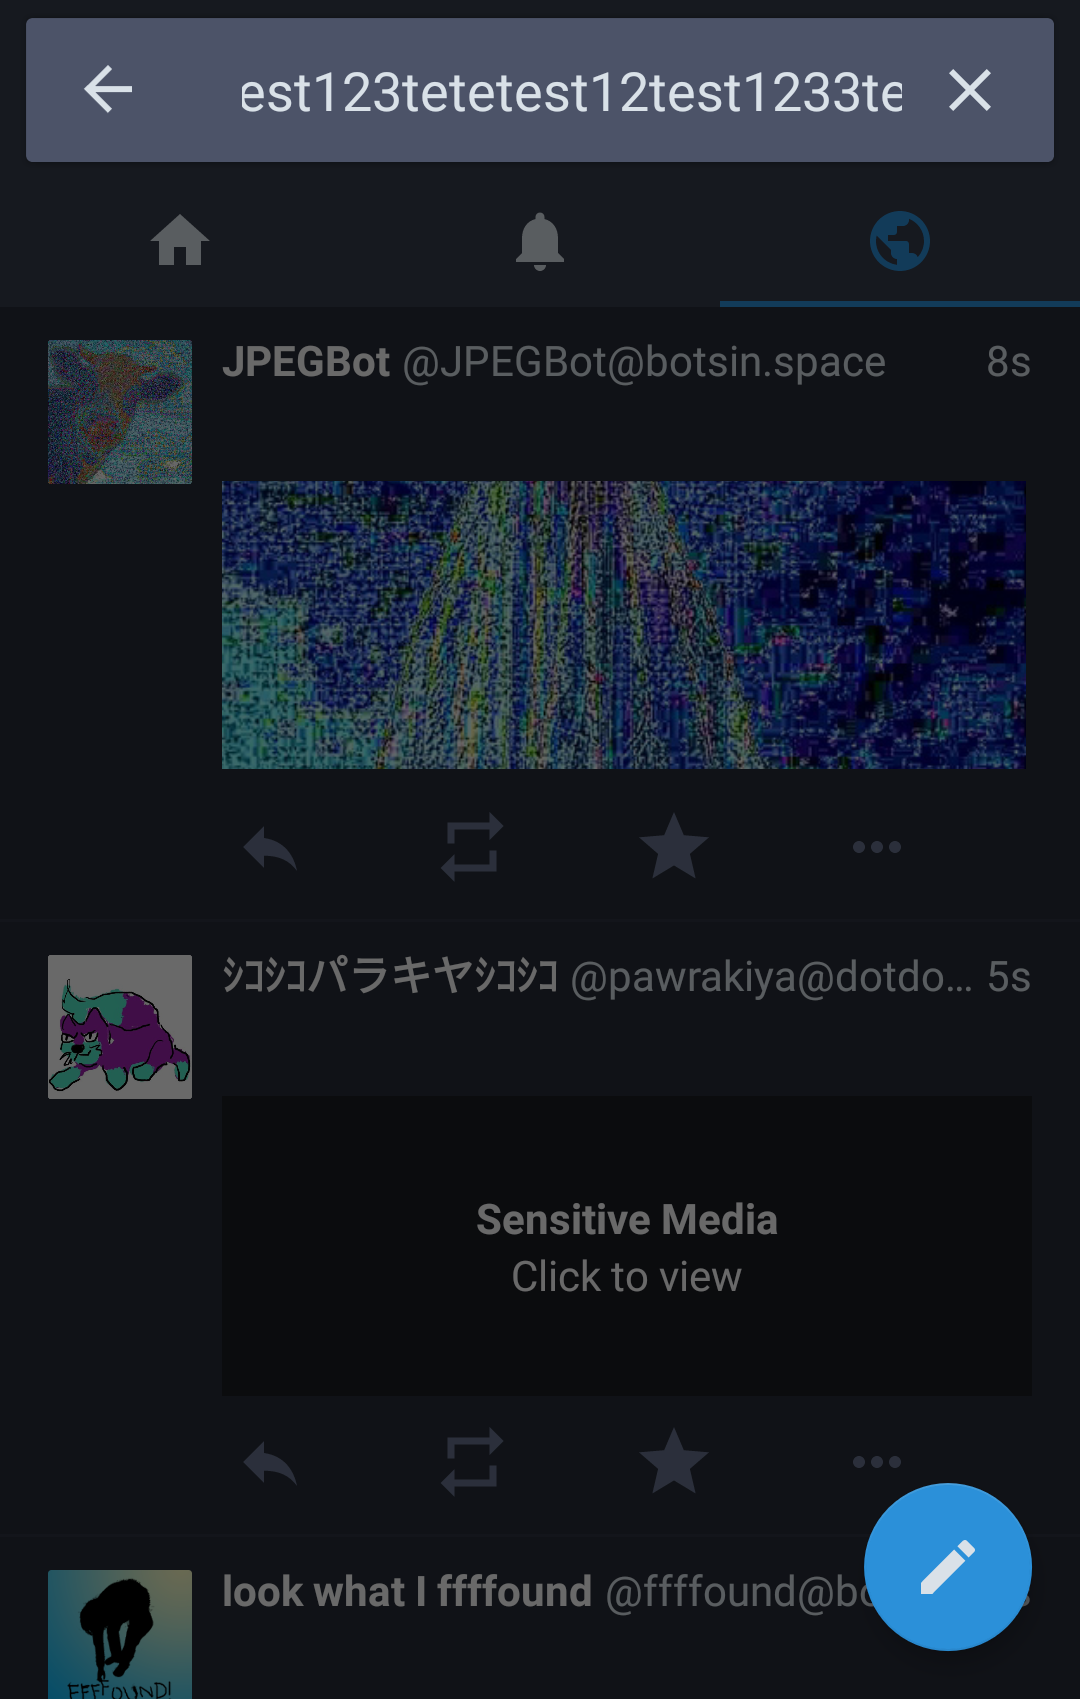 est123tetetest12test1233te
JPEGBot @JPEGBot@botsin.space 8s
ｼｺｼｺパラキヤｼｺｼｺ @pawrakiya@dotdo... 5s
Sensitive Media
Click to view
look what I ffffound @ffffound@bo
FFFFOUND!